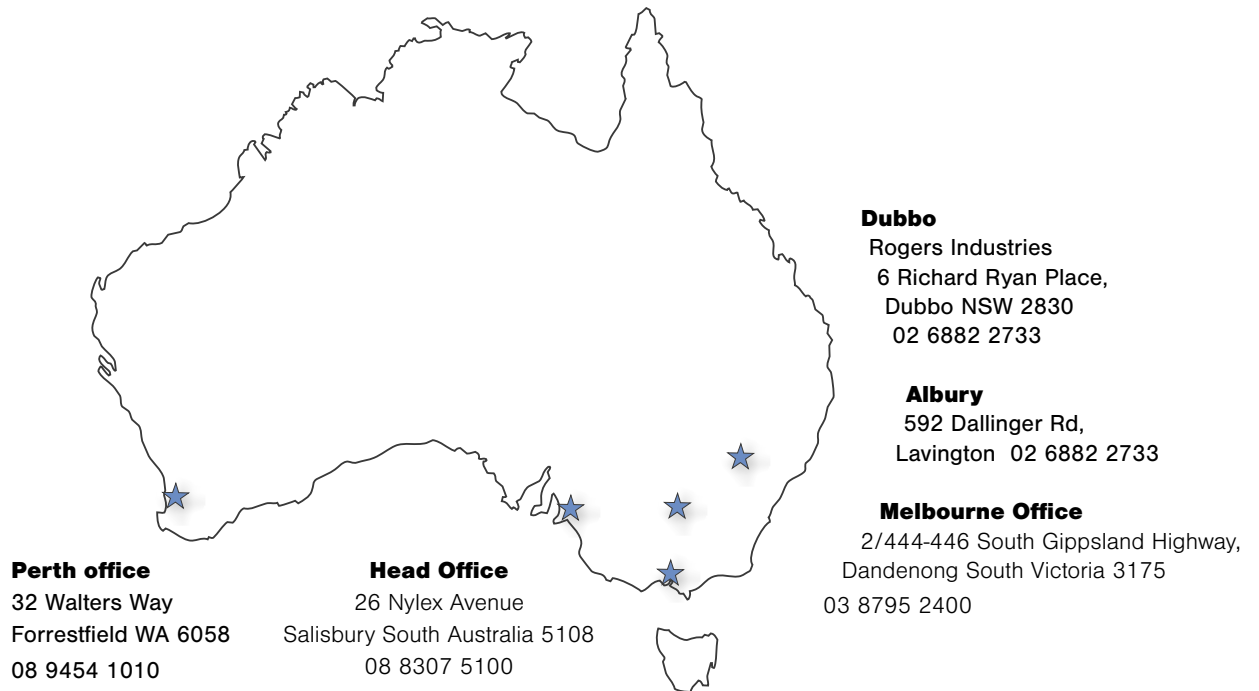 Dubbo
Rogers Industries
6 Richard Ryan Place,
Dubbo NSW 2830
02 6882 2733
Albury
592 Dallinger Rd,
Lavington 02 6882 2733
Melbourne Office
2/444-446 South Gippsland Highway,
Dandenong South Victoria 3175
03 8795 2400
Perth office
32 Walters Way
Forrestfield WA 6058
08 9454 1010
Head Office
26 Nylex Avenue
Salisbury South Australia 5108
08 8307 5100